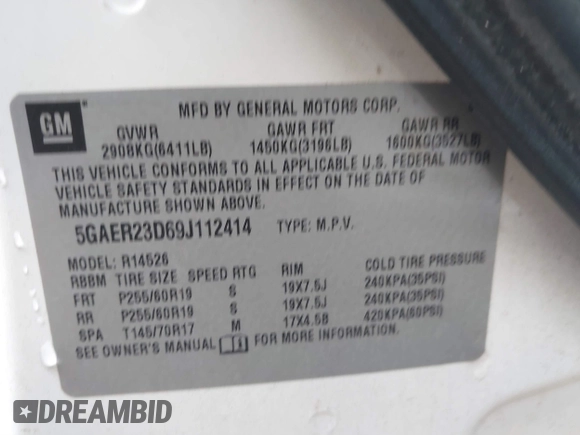 GM
MFD BY GENERAL MOTORS CORP.
GVWR GAWR FRT GAWR RR
2908KG(6411LB) 1450KG(3196LB) 1600KG(3527LB)
THIS VEHICLE CONFORMS TO ALL APPLICABLE U.S. FEDERAL MOTOR
VEHICLE SAFETY STANDARDS IN EFFECT ON THE DATE OF
MANUFACTURE SHOWN ABOVE.
5GAER23D69J112414 TYPE: M.P.V.
MODEL: R14526
RBBM TIRE SIZE SPEED RTG RIM COLD TIRE PRESSURE
FRT P255/60R19 S 19X7.5J 240KPA(35PSI)
RR P255/60R19 S 19X7.5J 240KPA(35PSI)
SPA T145/70R17 M 17X4.5B 420KPA(60PSI)
SEE OWNER'S MANUAL FOR MORE INFORMATION.
DREAMBID